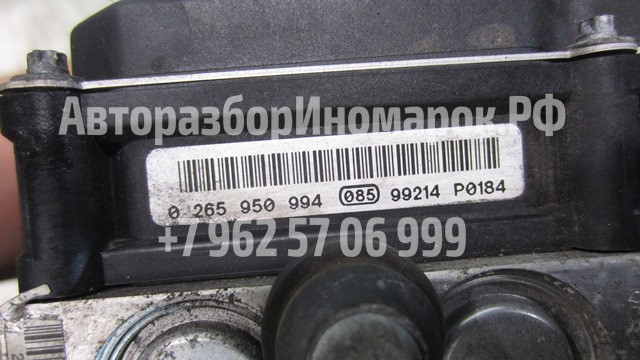 АвторазборИномарок.РФ
0 265 950 994 085 99214 P0184
+7 962 57 06 999